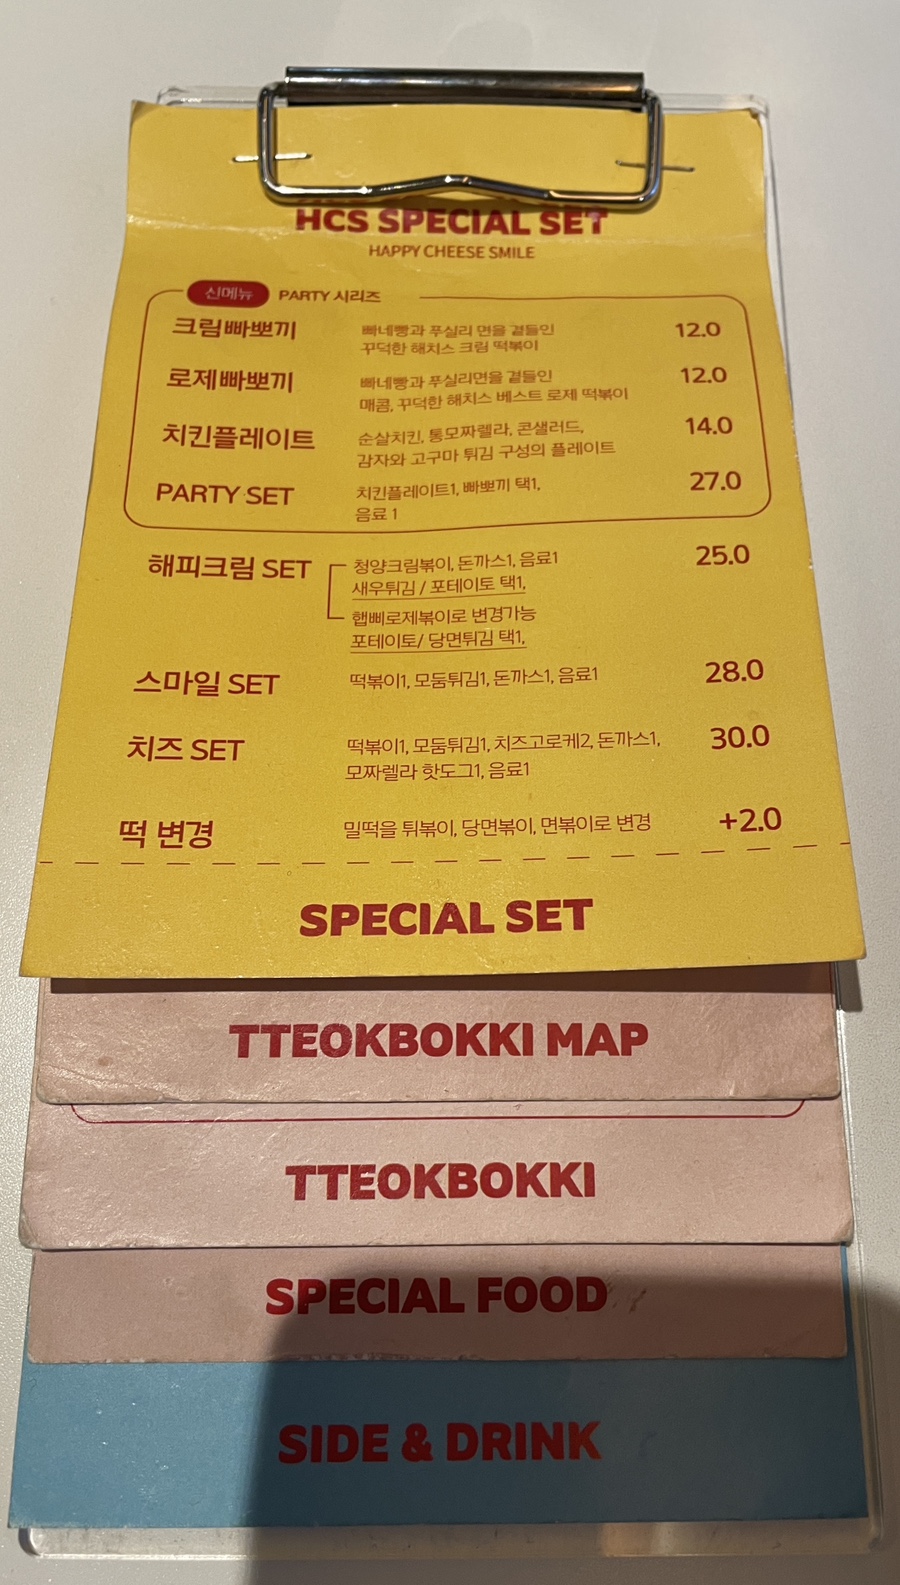 HCS SPECIAL SET
HAPPY CHEESE SMILE
신메뉴 PARTY 시리즈
크림빠뽀끼 빠네빵과 푸실리 면을 곁들인 12.0
꾸덕한 해치스 크림 떡볶이
로제빠뽀끼 빠네빵과 푸실리면을 곁들인 12.0
매콤, 꾸덕한 해치스 베스트 로제 떡볶이
치킨플레이트 순살치킨, 통모짜렐라, 콘샐러드, 14.0
감자와 고구마 튀김 구성의 플레이트
PARTY SET 치킨플레이트1, 빠뽀끼 택1, 27.0
음료 1
해피크림 SET 청양크림볶이, 돈까스1, 음료1 25.0
새우튀김 / 포테이토 택1,
햅삐로제볶이로 변경가능
포테이토/ 당면튀김 택1,
스마일 SET 떡볶이1, 모둠튀김1, 돈까스1, 음료1 28.0
치즈 SET 떡볶이1, 모둠튀김1, 치즈고로케2, 돈까스1, 30.0
모짜렐라 핫도그1, 음료1
떡 변경 밀떡을 튀볶이, 당면볶이, 면볶이로 변경 +2.0
SPECIAL SET
TTEOKBOKKI MAP
TTEOKBOKKI
SPECIAL FOOD
SIDE & DRINK